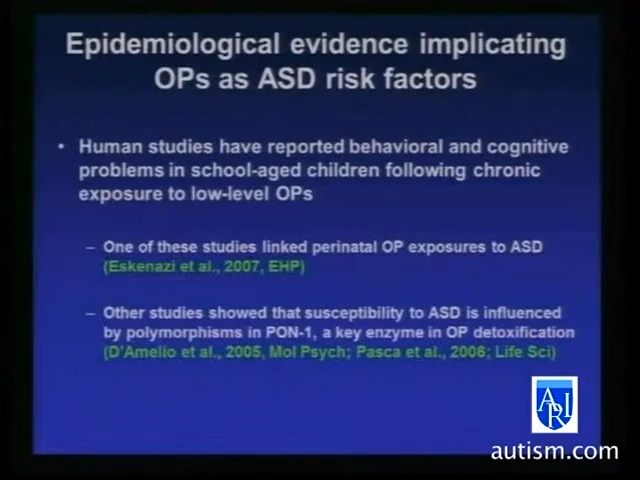 Epidemiological evidence implicating
OPs as ASD risk factors
• Human studies have reported behavioral and cognitive
problems in school-aged children following chronic
exposure to low-level OPs
– One of these studies linked perinatal OP exposures to ASD
(Eskenazi et al., 2007, EHP)
– Other studies showed that susceptibility to ASD is influenced
by polymorphisms in PON-1, a key enzyme in OP detoxification
(D'Amelio et al., 2005, Mol Psych; Pasca et al., 2006; Life Sci)
ARI
autism.com